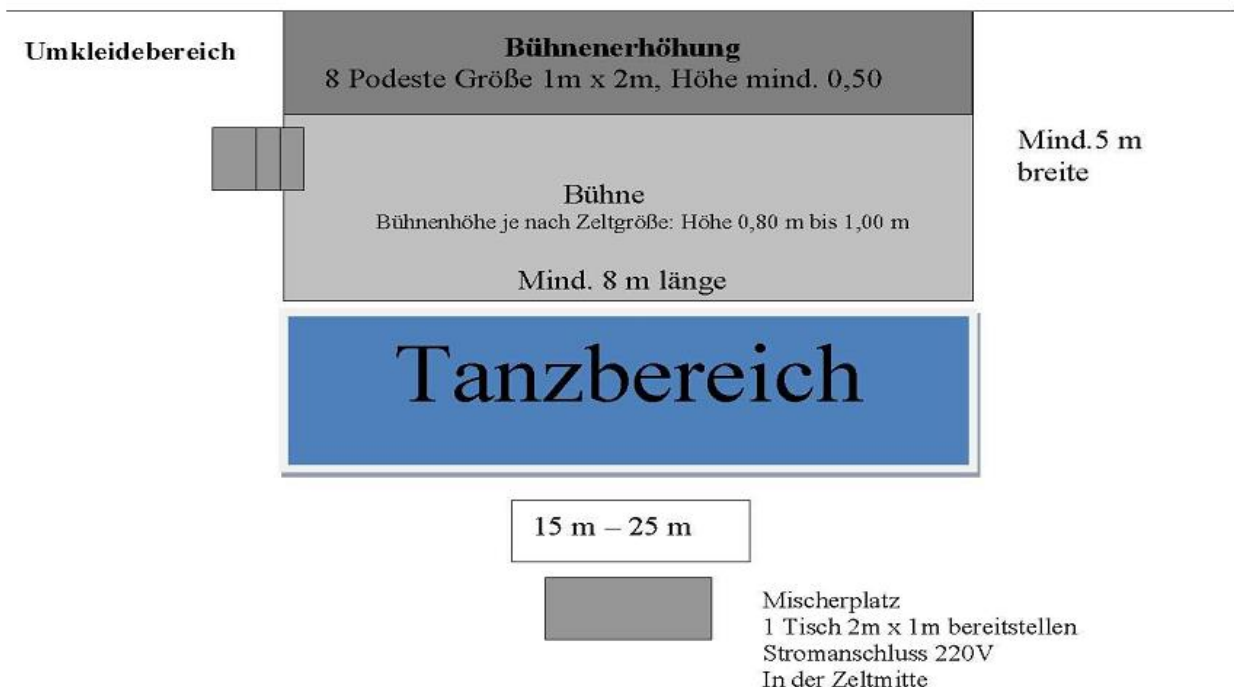 Umkleidebereich
Bühnenerhöhung
8 Podeste Größe 1m x 2m, Höhe mind. 0,50
Mind.5 m
breite
Bühne
Bühnenhöhe je nach Zeltgröße: Höhe 0,80 m bis 1,00 m
Mind. 8 m länge
Tanzbereich
15 m – 25 m
Mischerplatz
1 Tisch 2m x 1m bereitstellen
Stromanschluss 220V
In der Zeltmitte